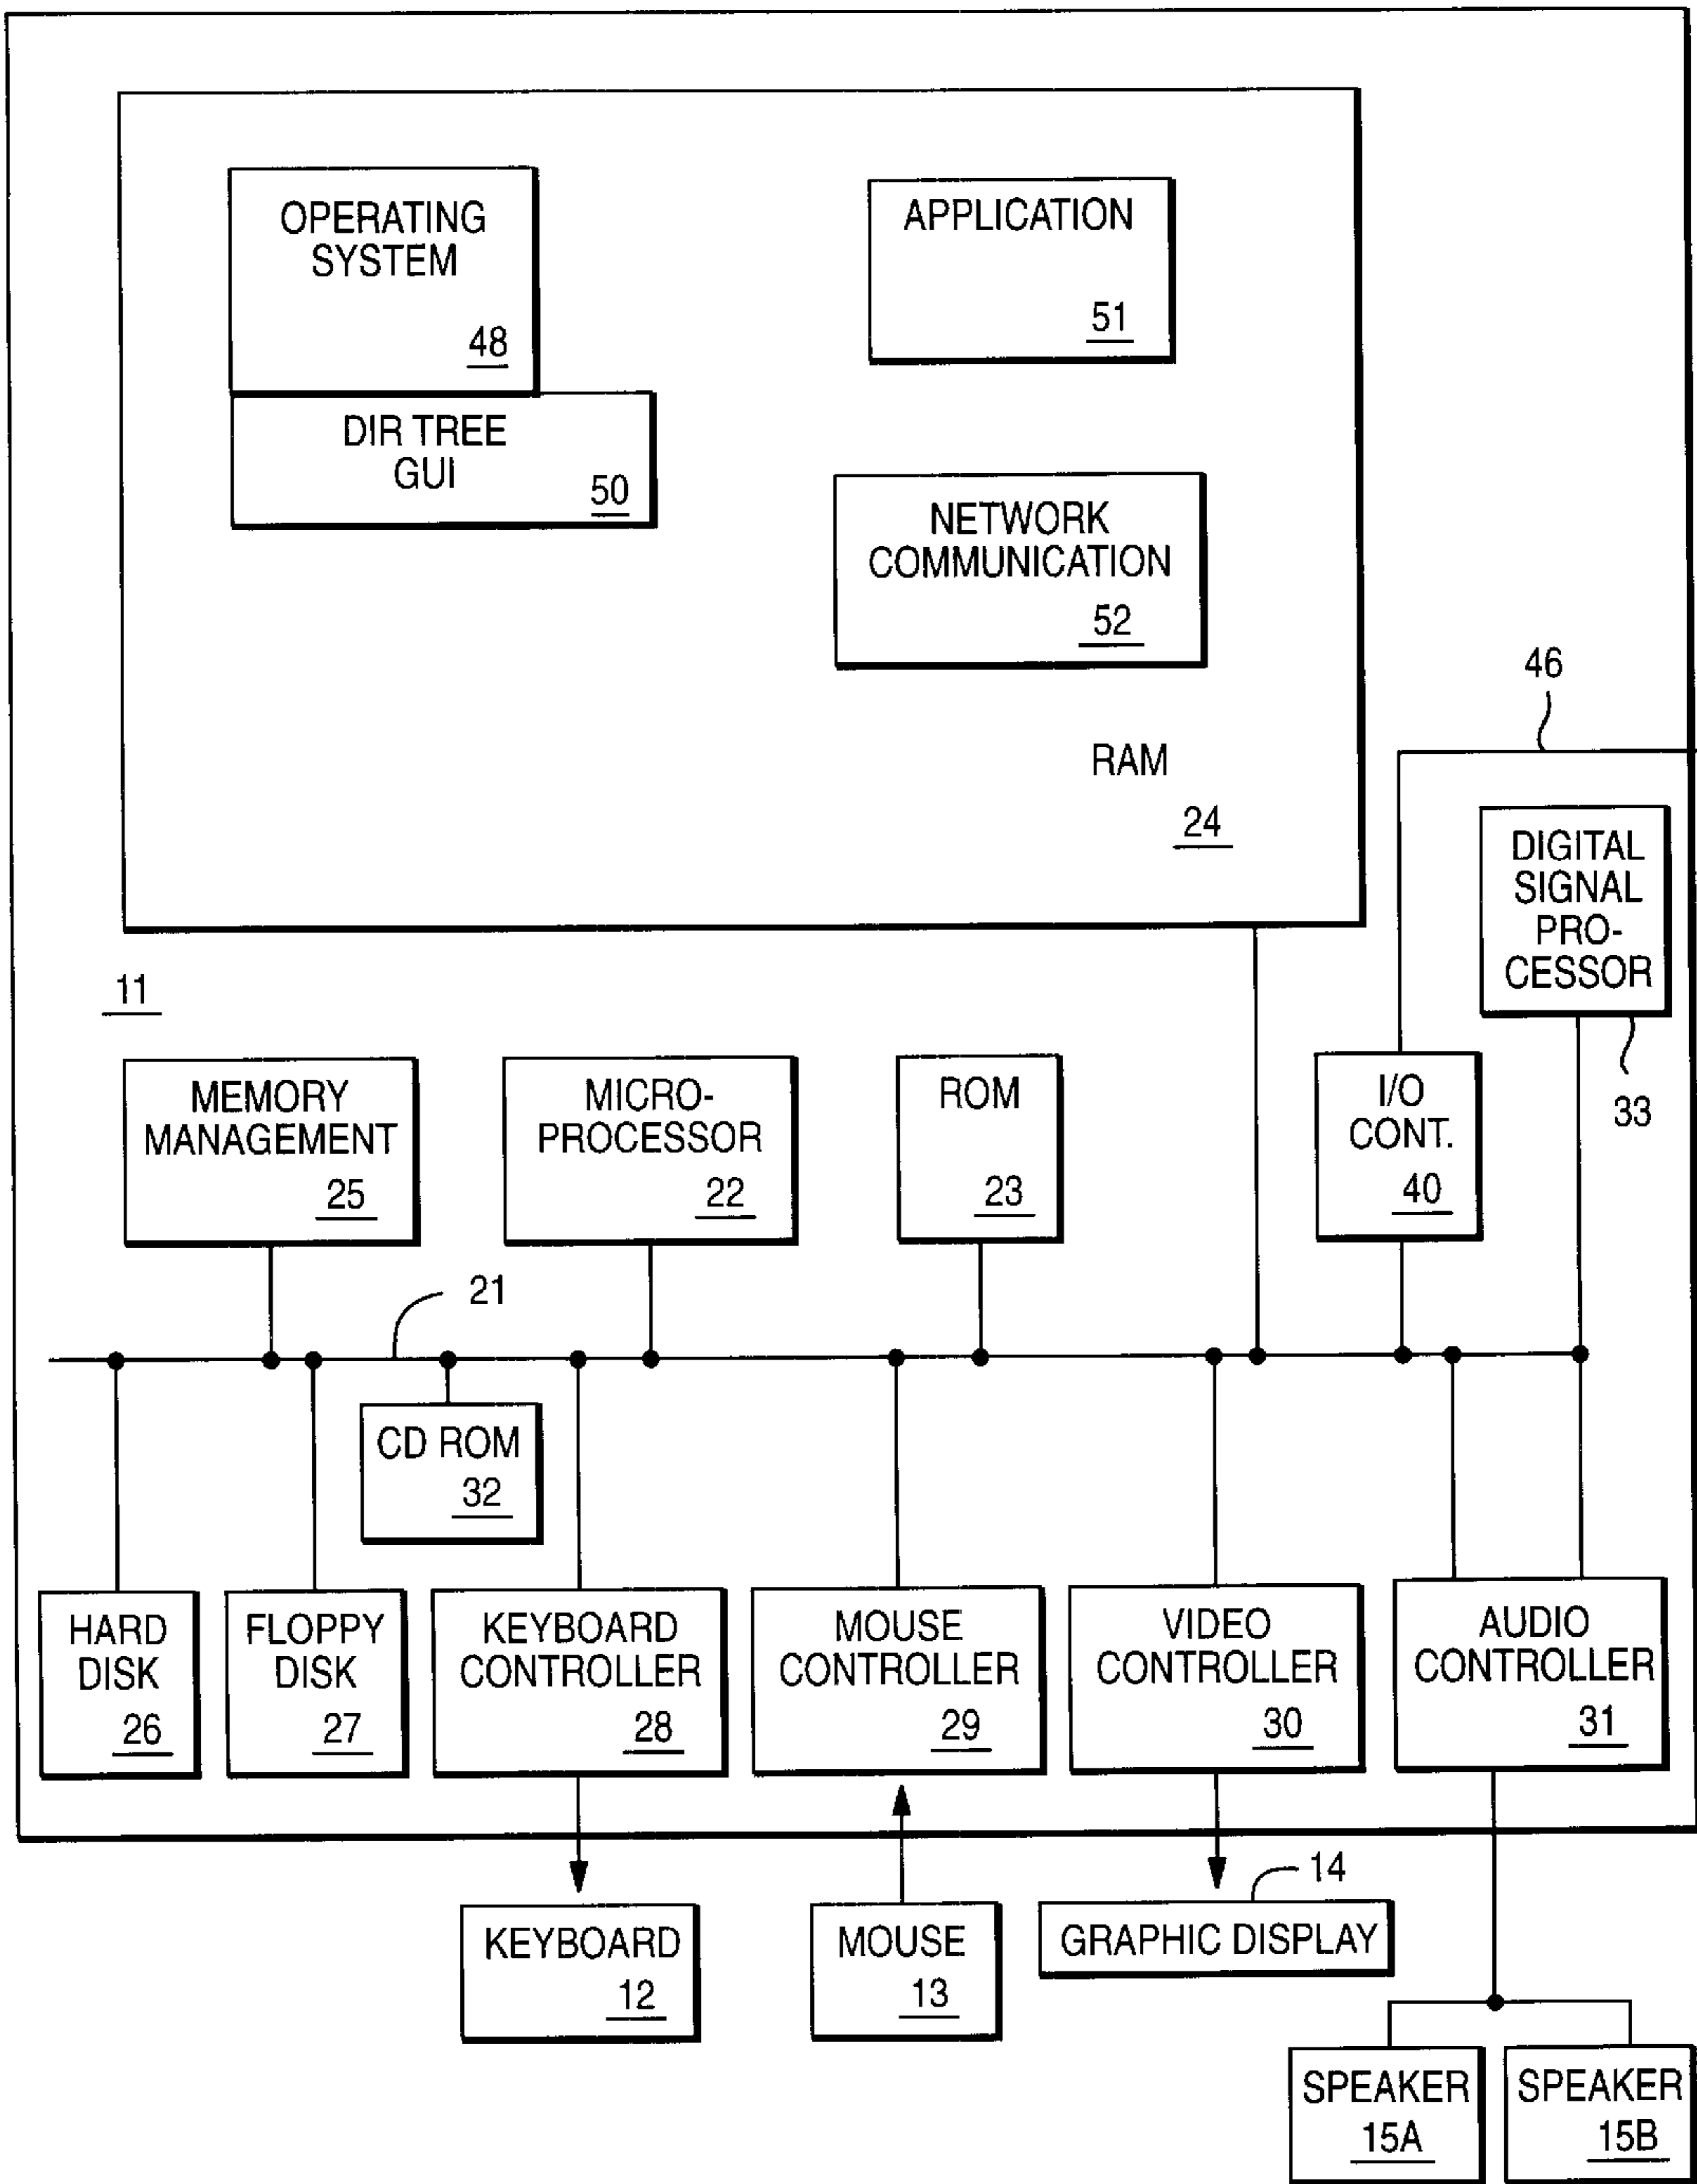 OPERATING
SYSTEM
48
APPLICATION
51
DIR TREE
GUI
50
NETWORK
COMMUNICATION
52
46
RAM
24
DIGITAL
SIGNAL
PRO-
CESSOR
33
11
MEMORY
MANAGEMENT
25
MICRO-
PROCESSOR
22
ROM
23
I/O
CONT.
40
21
CD ROM
32
HARD
DISK
26
FLOPPY
DISK
27
KEYBOARD
CONTROLLER
28
MOUSE
CONTROLLER
29
VIDEO
CONTROLLER
30
AUDIO
CONTROLLER
31
KEYBOARD
12
MOUSE
13
14
GRAPHIC DISPLAY
SPEAKER
15A
SPEAKER
15B